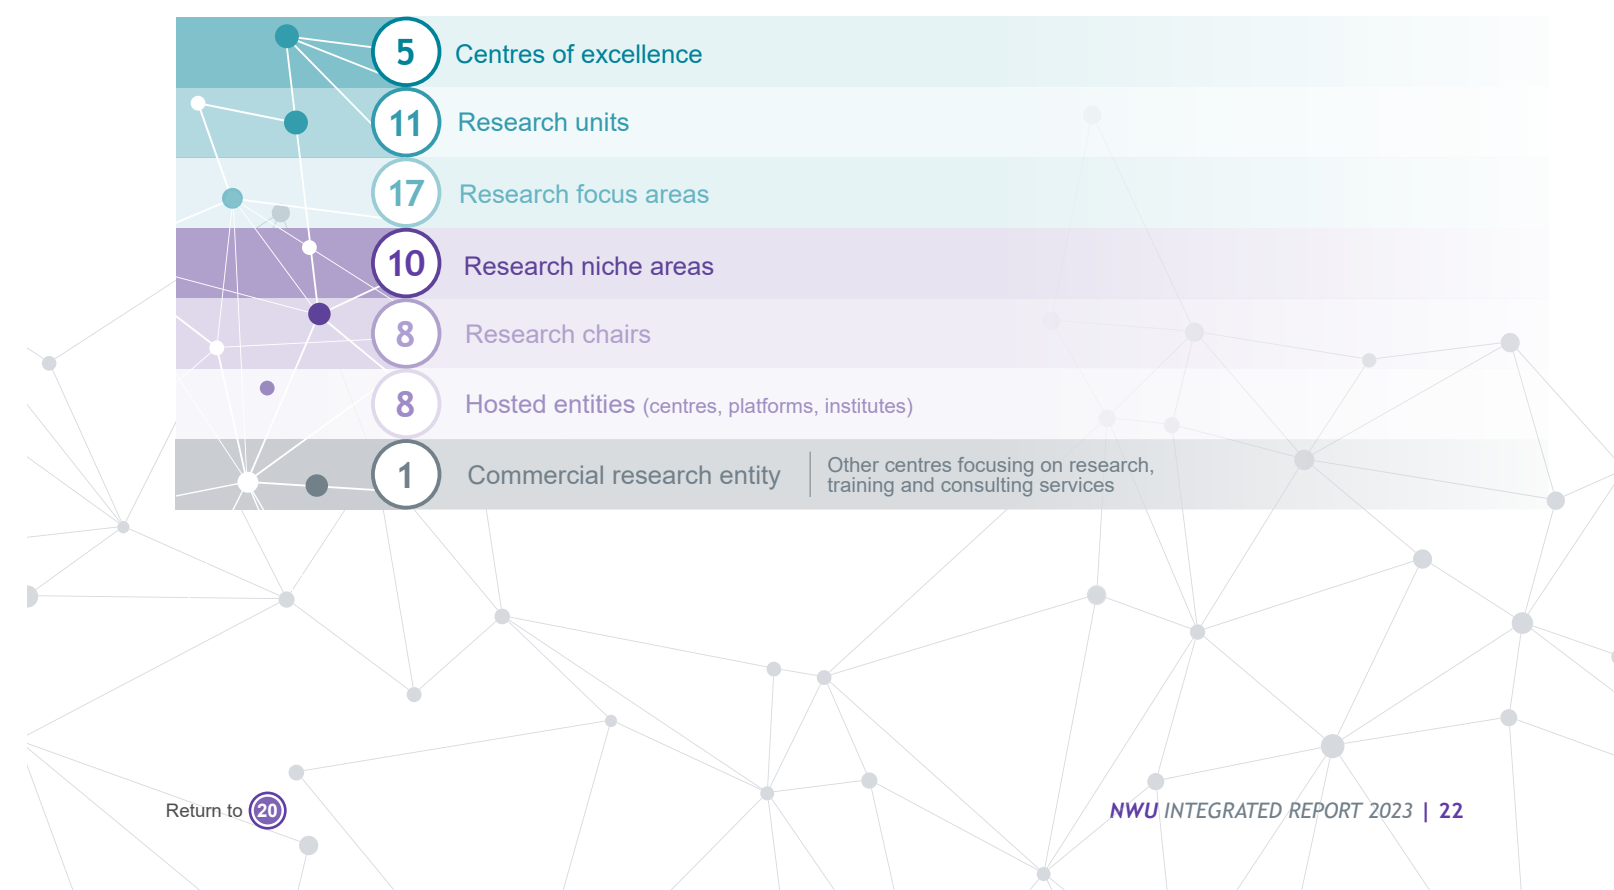 5 Centres of excellence
11 Research units
17 Research focus areas
10 Research niche areas
8 Research chairs
8 Hosted entities (centres, platforms, institutes)
1 Commercial research entity
Other centres focusing on research,
training and consulting services
Return to 20
NWU INTEGRATED REPORT 2023 | 22